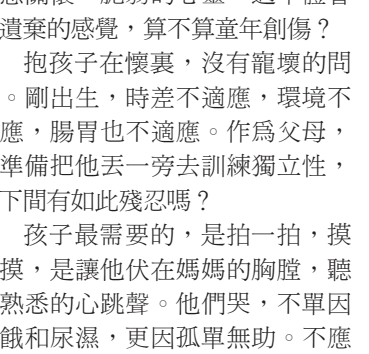 遺棄的感覺，算不算童年創傷？
抱孩子在懷裏，沒有寵壞的問
。剛出生，時差不適應，環境不
應，腸胃也不適應。作爲父母，
準備把他丟一旁去訓練獨立性，
下間有如此殘忍嗎？
孩子最需要的，是拍一拍，摸
摸，是讓他伏在媽媽的胸膛，聽
熟悉的心跳聲。他們哭，不單因
餓和尿濕，更因孤單無助。不應